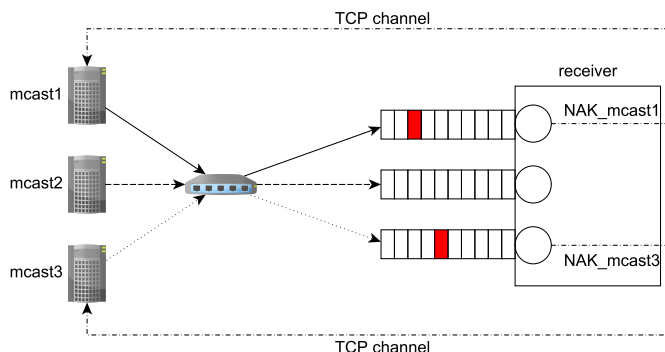 TCP channel
receiver
mcast1
NAK_mcast1
mcast2
mcast3
NAK_mcast3
TCP channel